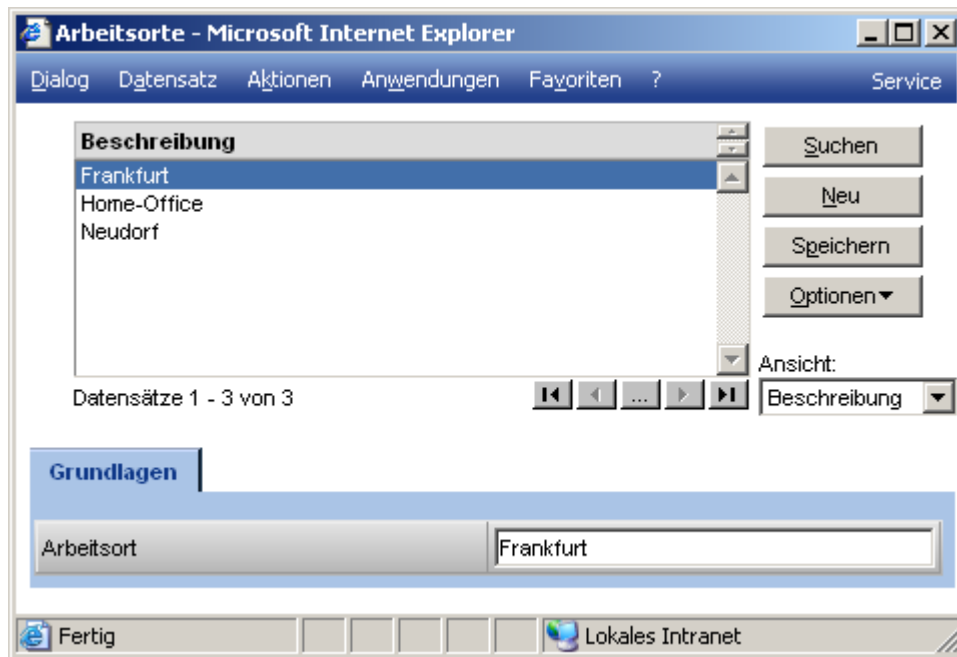 Arbeitsorte - Microsoft Internet Explorer
Dialog Datensatz Aktionen Anwendungen Favoriten ? Service
Beschreibung
Suchen
Frankfurt
Neu
Home-Office
Neudorf
Speichern
Optionen
Ansicht:
Datensätze 1 - 3 von 3 ... Beschreibung
Grundlagen
Arbeitsort Frankfurt
Fertig Lokales Intranet